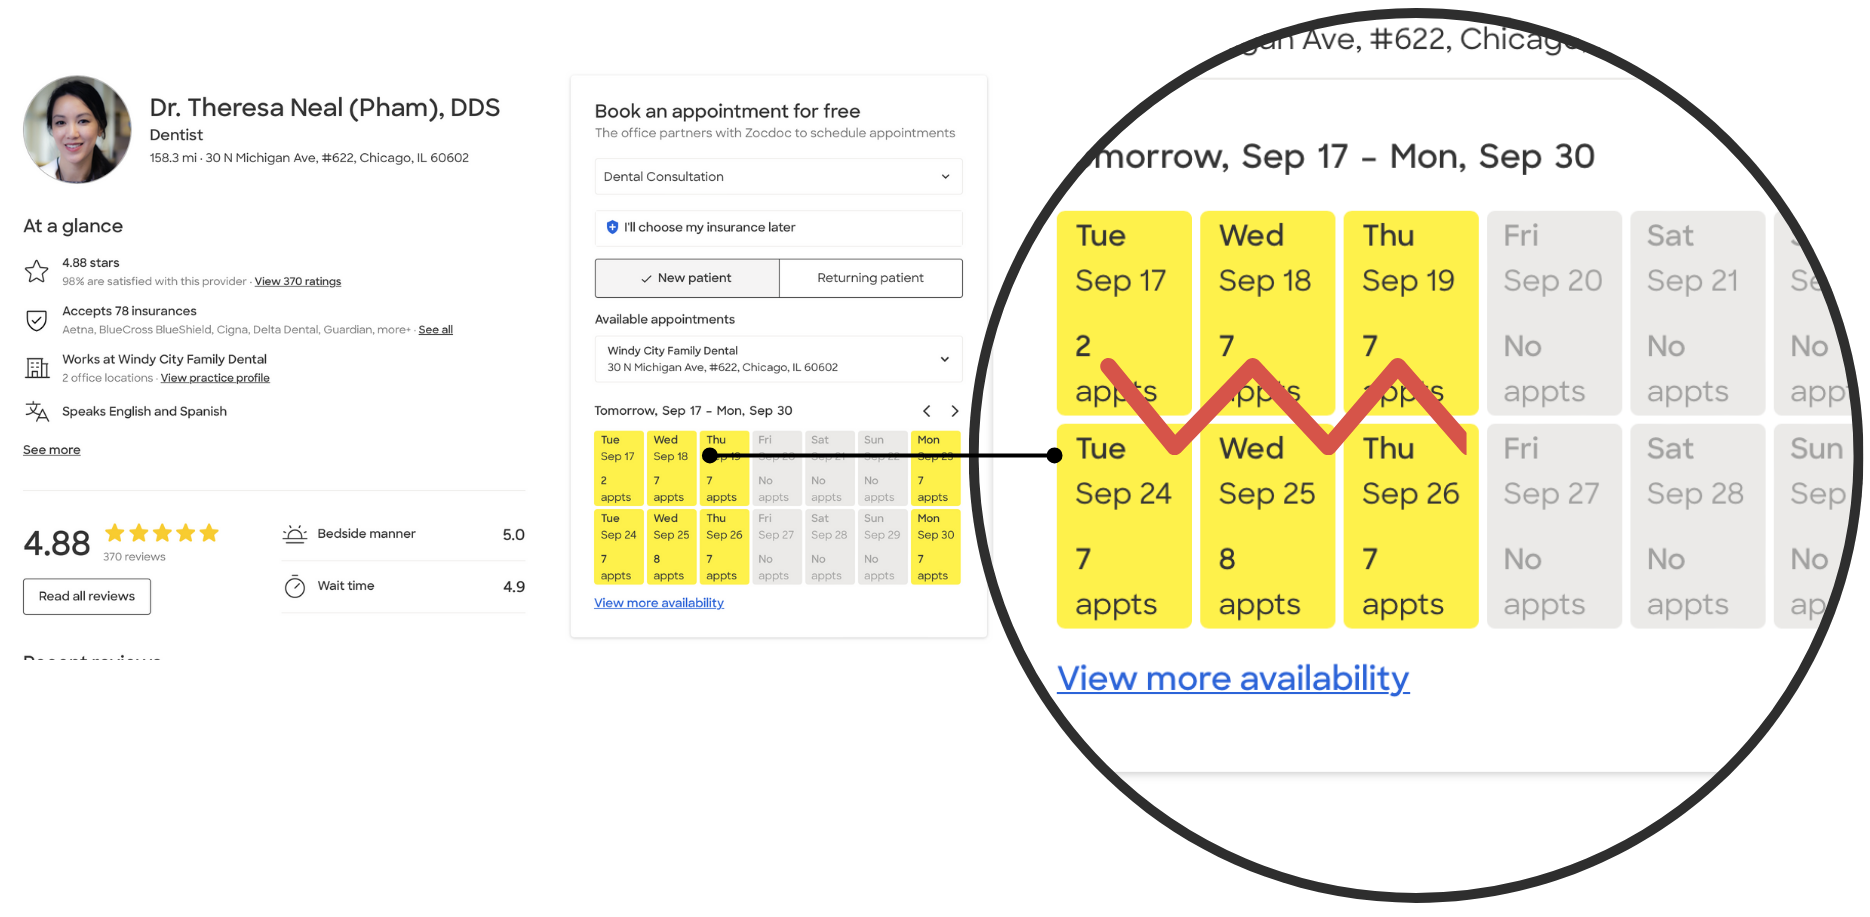 Dr. Theresa Neal (Pham), DDS
Dentist
158.3 mi · 30 N Michigan Ave, #622, Chicago, IL 60602
At a glance
4.88 stars
98% are satisfied with this provider · View 370 ratings
Accepts 78 insurances
Aetna, BlueCross BlueShield, Cigna, Delta Dental, Guardian, more+ · See all
Works at Windy City Family Dental
2 office locations · View practice profile
Speaks English and Spanish
See more
4.88
370 reviews
Read all reviews
Bedside manner 5.0
Wait time 4.9
Recent reviews
Book an appointment for free
The office partners with Zocdoc to schedule appointments
Dental Consultation
I'll choose my insurance later
New patient
Returning patient
Available appointments
Windy City Family Dental
30 N Michigan Ave, #622, Chicago, IL 60602
Tomorrow, Sep 17 – Mon, Sep 30
Tue Wed Thu Fri Sat Sun Mon
Sep 17 Sep 18 Sep 19 Sep 20 Sep 21 Sep 22 Sep 23
2 7 7 No No No 7
appts appts appts appts appts appts appts
Tue Wed Thu Fri Sat Sun Mon
Sep 24 Sep 25 Sep 26 Sep 27 Sep 28 Sep 29 Sep 30
7 8 7 No No No 7
appts appts appts appts appts appts appts
View more availability
gan Ave, #622, Chicago,
omorrow, Sep 17 – Mon, Sep 30
Tue Wed Thu Fri Sat S
Sep 17 Sep 18 Sep 19 Sep 20 Sep 21 Se
2 7 7 No No No
appts appts appts appts appts appts
Tue Wed Thu Fri Sat Sun
Sep 24 Sep 25 Sep 26 Sep 27 Sep 28 Sep
7 8 7 No No No
appts appts appts appts appts ap
View more availability